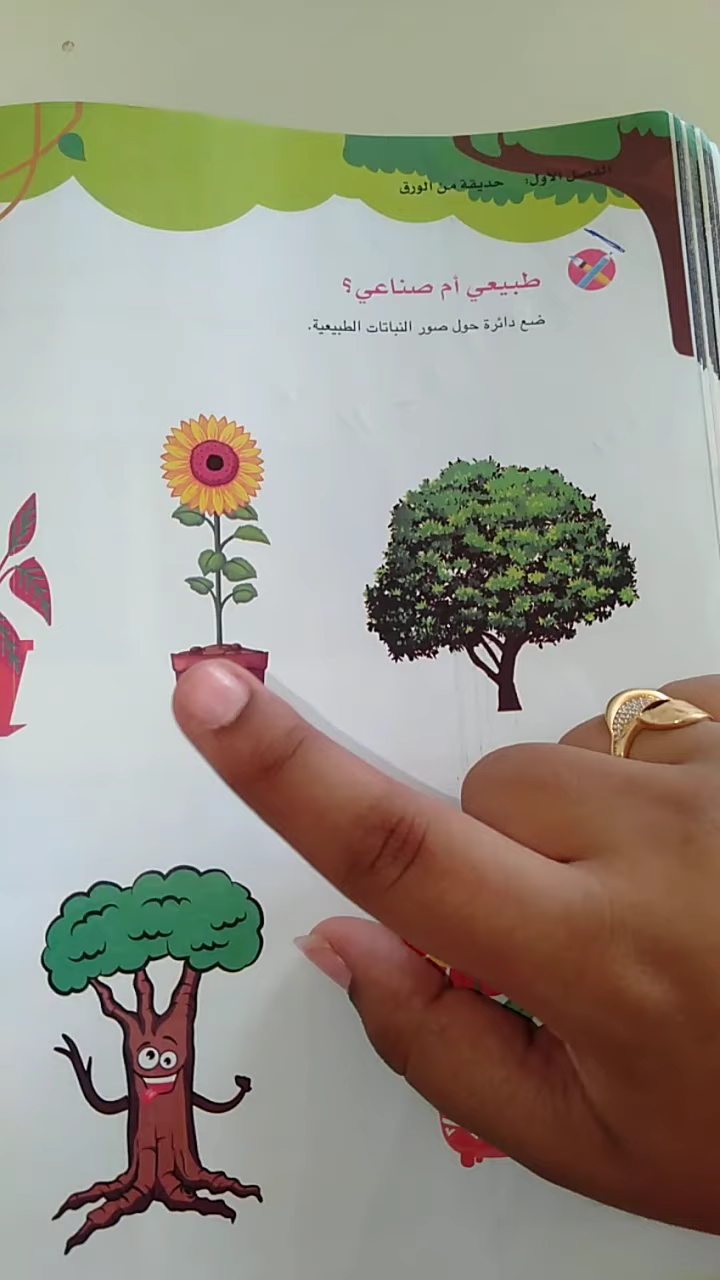 الفصل الأول: حديقة من الورق
طبيعي أم صناعي؟
ضع دائرة حول صور النباتات الطبيعية.